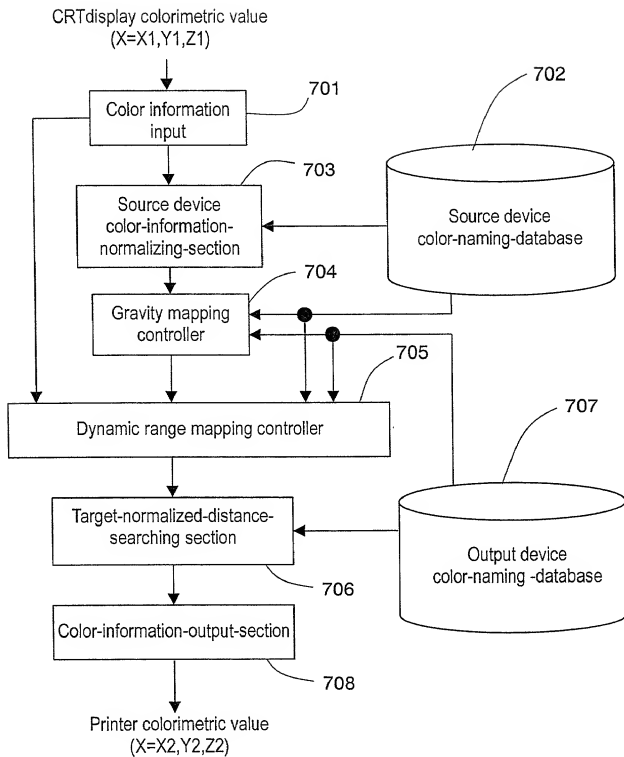 CRTdisplay colorimetric value
(X=X1,Y1,Z1)
701
Color information
input
702
703
Source device
color-information-
normalizing-section
Source device
color-naming-database
704
Gravity mapping
controller
705
Dynamic range mapping controller
707
Target-normalized-distance-
searching section
706
Output device
color-naming -database
Color-information-output-section
708
Printer colorimetric value
(X=X2,Y2,Z2)